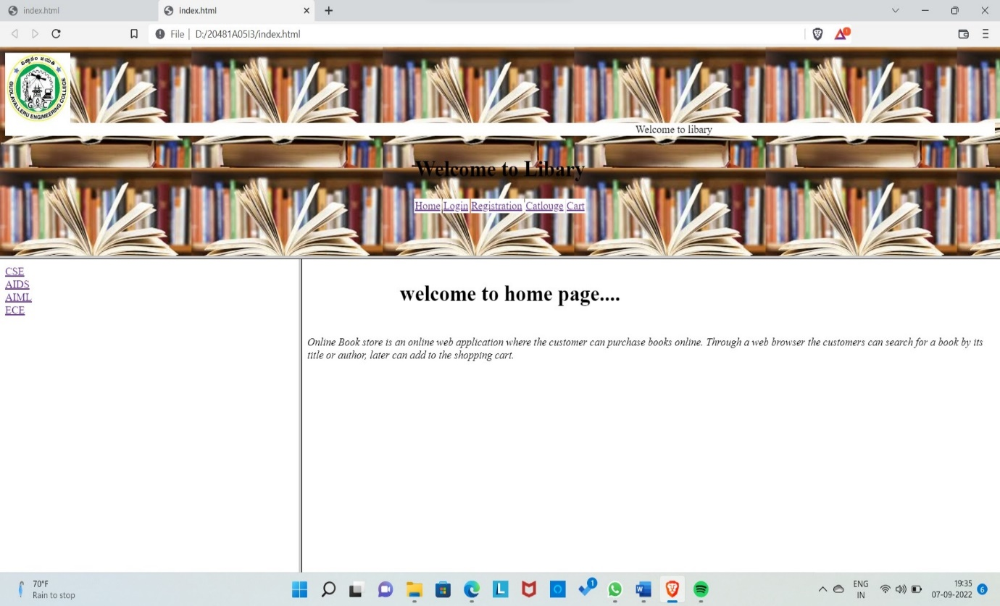 index.html
index.html
File
D:/20481A05I3/index.html
1
విజ్ఞానం జయతి
GUDLAVALLERU ENGINEERING COLLEGE
Welcome to libary
Welcome to Libary
Home Login Registration Catlouge Cart
CSE
AIDS
AIML
ECE
welcome to home page....
Online Book store is an online web application where the customer can purchase books online. Through a web browser the customers can search for a book by its
title or author, later can add to the shopping cart.
70°F
Rain to stop
1
ENG
IN
19:35
07-09-2022
6